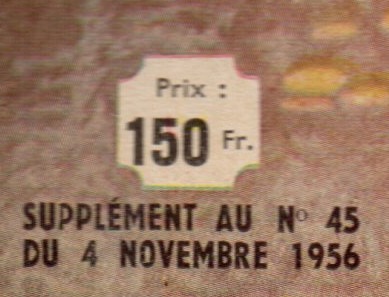 Prix :
150 Fr.
SUPPLÉMENT AU N° 45
DU 4 NOVEMBRE 1956